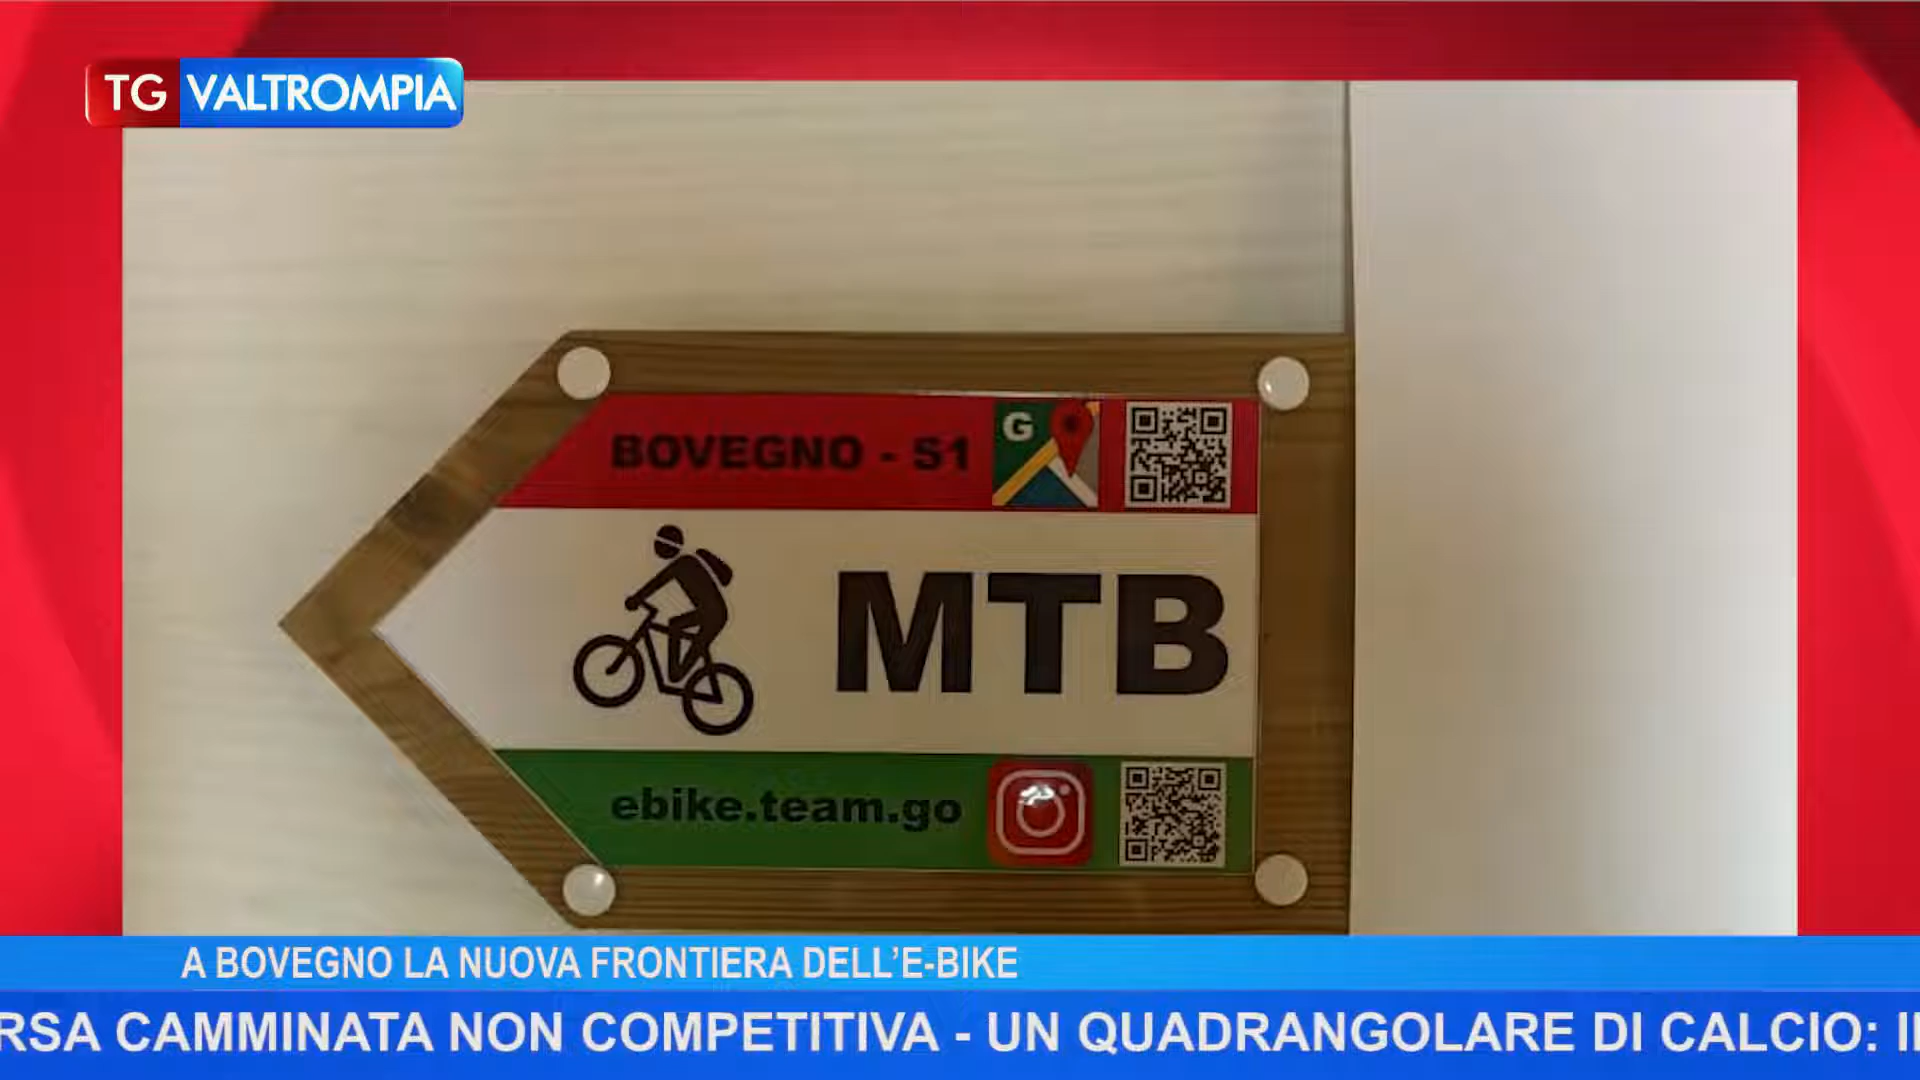 TG VALTROMPIA
BOVEGNO - S1
G
MTB
ebike.team.go
A BOVEGNO LA NUOVA FRONTIERA DELL'E-BIKE
RSA CAMMINATA NON COMPETITIVA - UN QUADRANGOLARE DI CALCIO: I